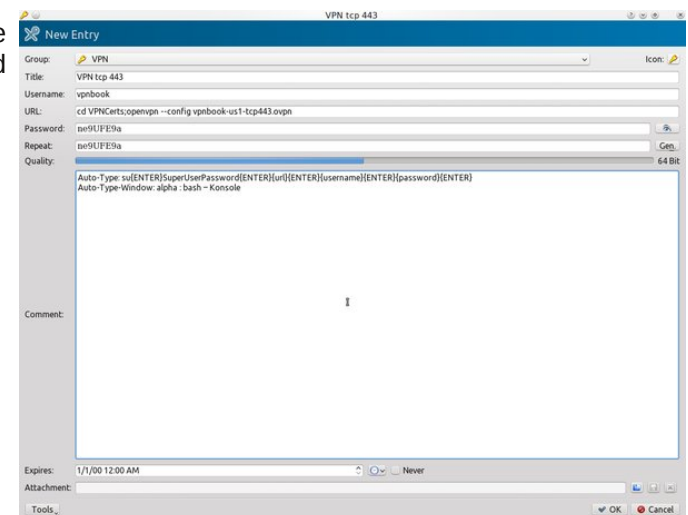 e
d
VPN tcp 443
New Entry
Group: VPN Icon:
Title: VPN tcp 443
Username: vpnbook
URL: cd VPNCerts;openvpn --config vpnbook-us1-tcp443.ovpn
Password: ne9UFE9a
Repeat: ne9UFE9a Gen.
Quality: 64 Bit
Auto-Type: su{ENTER}SuperUserPassword{ENTER}{url}{ENTER}{username}{ENTER}{password}{ENTER}
Auto-Type-Window: alpha : bash – Konsole
Comment:
Expires: 1/1/00 12:00 AM Never
Attachment:
Tools OK Cancel